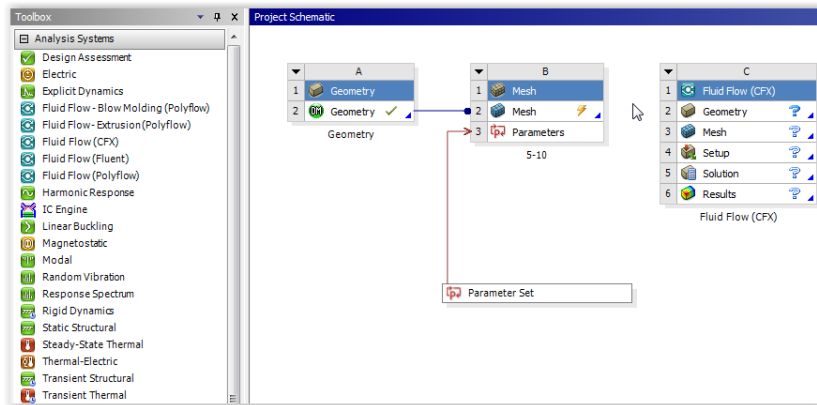 Toolbox
Project Schematic
Analysis Systems
Design Assessment
Electric
Explicit Dynamics
Fluid Flow - Blow Molding (Polyflow)
Fluid Flow - Extrusion (Polyflow)
Fluid Flow (CFX)
Fluid Flow (Fluent)
Fluid Flow (Polyflow)
Harmonic Response
IC Engine
Linear Buckling
Magnetostatic
Modal
Random Vibration
Response Spectrum
Rigid Dynamics
Static Structural
Steady-State Thermal
Thermal-Electric
Transient Structural
Transient Thermal
A
1 Geometry
2 DM Geometry
Geometry
B
1 Mesh
2 Mesh
3 Parameters
5-10
C
1 Fluid Flow (CFX)
2 Geometry ?
3 Mesh ?
4 Setup ?
5 Solution ?
6 Results ?
Fluid Flow (CFX)
Parameter Set